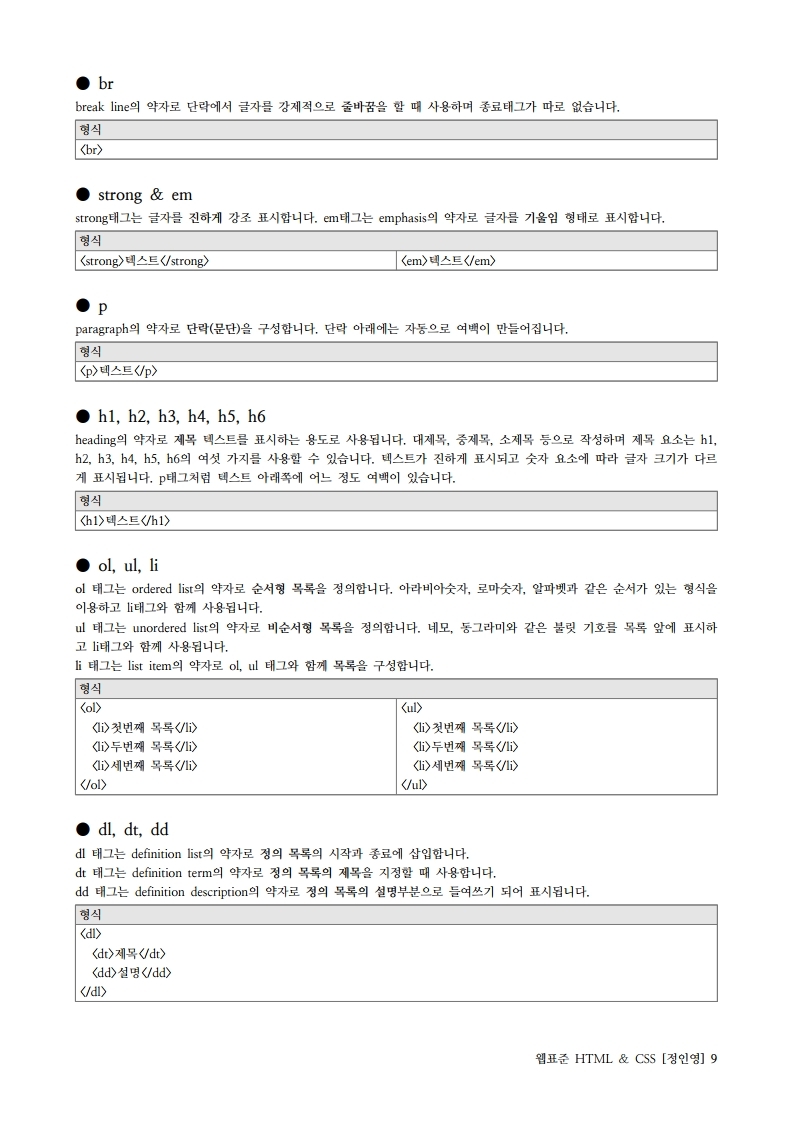 ● br
break line의 약자로 단락에서 글자를 강제적으로 줄바꿈을 할 때 사용하며 종료태그가 따로 없습니다.
형식
<br>
● strong & em
strong태그는 글자를 진하게 강조 표시합니다. em태그는 emphasis의 약자로 글자를 기울임 형태로 표시합니다.
형식
<strong>텍스트</strong> <em>텍스트</em>
● p
paragraph의 약자로 단락(문단)을 구성합니다. 단락 아래에는 자동으로 여백이 만들어집니다.
형식
<p>텍스트</p>
● h1, h2, h3, h4, h5, h6
heading의 약자로 제목 텍스트를 표시하는 용도로 사용됩니다. 대제목, 중제목, 소제목 등으로 작성하며 제목 요소는 h1,
h2, h3, h4, h5, h6의 여섯 가지를 사용할 수 있습니다. 텍스트가 진하게 표시되고 숫자 요소에 따라 글자 크기가 다르
게 표시됩니다. p태그처럼 텍스트 아래쪽에 어느 정도 여백이 있습니다.
형식
<h1>텍스트</h1>
● ol, ul, li
ol 태그는 ordered list의 약자로 순서형 목록을 정의합니다. 아라비아숫자, 로마숫자, 알파벳과 같은 순서가 있는 형식을
이용하고 li태그와 함께 사용됩니다.
ul 태그는 unordered list의 약자로 비순서형 목록을 정의합니다. 네모, 동그라미와 같은 불릿 기호를 목록 앞에 표시하
고 li태그와 함께 사용됩니다.
li 태그는 list item의 약자로 ol, ul 태그와 함께 목록을 구성합니다.
형식
<ol> <ul>
<li>첫번째 목록</li> <li>첫번째 목록</li>
<li>두번째 목록</li> <li>두번째 목록</li>
<li>세번째 목록</li> <li>세번째 목록</li>
</ol> </ul>
● dl, dt, dd
dl 태그는 definition list의 약자로 정의 목록의 시작과 종료에 삽입합니다.
dt 태그는 definition term의 약자로 정의 목록의 제목을 지정할 때 사용합니다.
dd 태그는 definition description의 약자로 정의 목록의 설명부분으로 들여쓰기 되어 표시됩니다.
형식
<dl>
<dt>제목</dt>
<dd>설명</dd>
</dl>
웹표준 HTML & CSS [정인영] 9